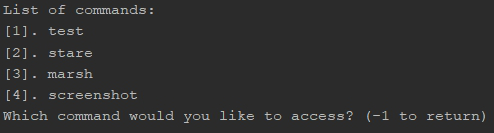 List of commands:
[1]. test
[2]. stare
[3]. marsh
[4]. screenshot
Which command would you like to access? (-1 to return)